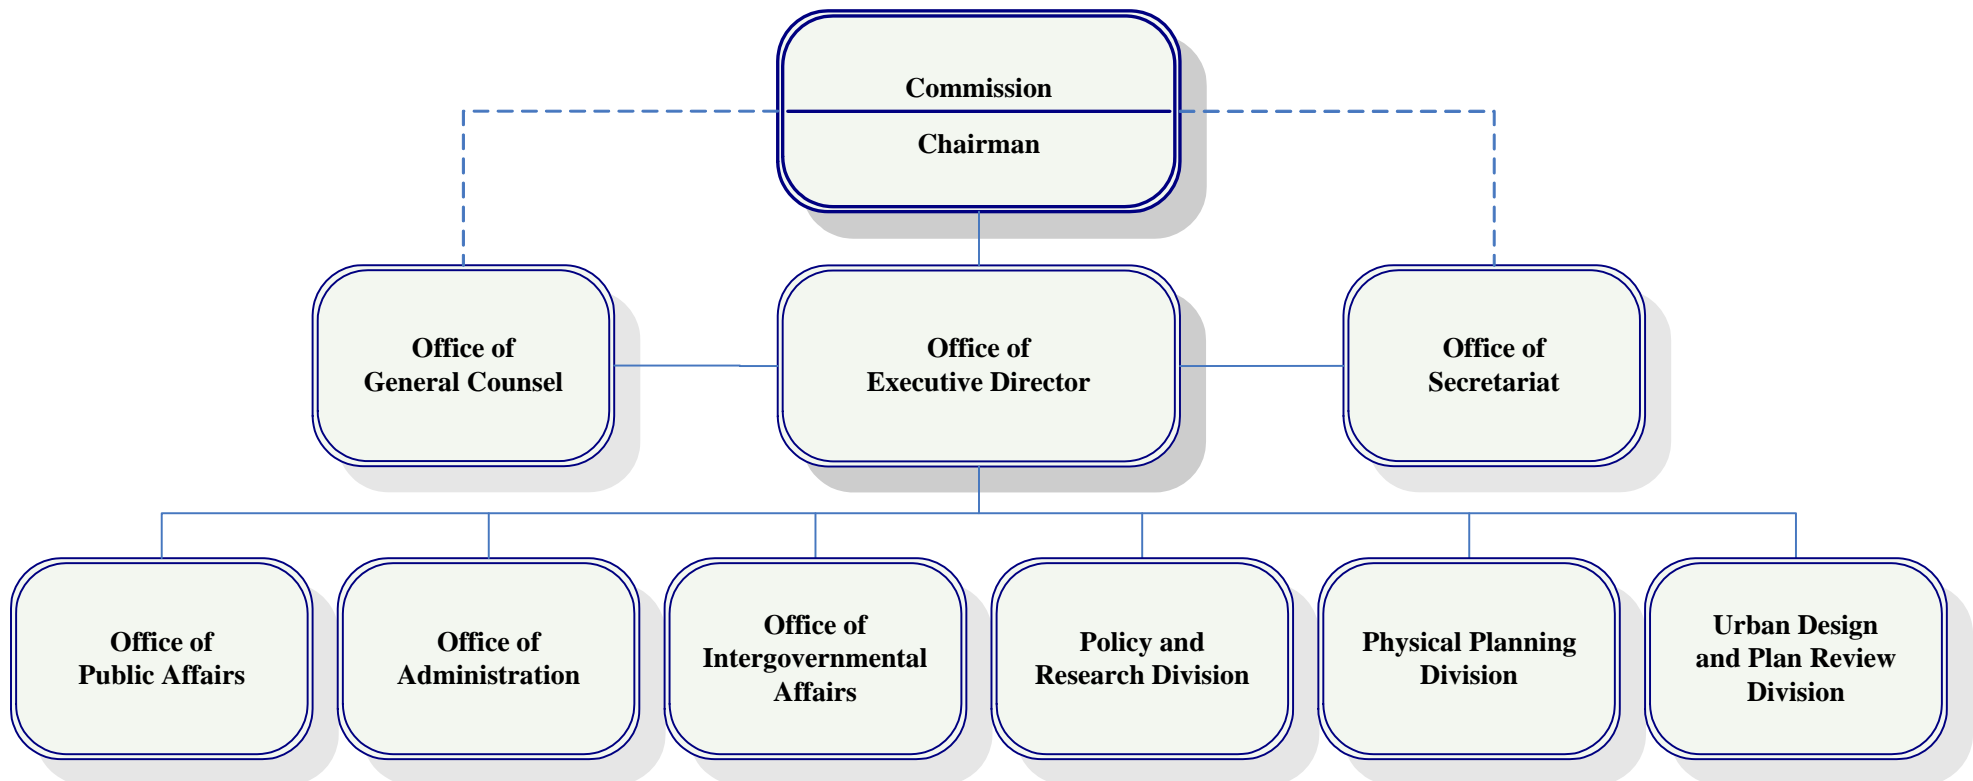 Commission
Chairman
Office of
General Counsel
Office of
Executive Director
Office of
Secretariat
Office of
Public Affairs
Office of
Administration
Office of
Intergovernmental
Affairs
Policy and
Research Division
Physical Planning
Division
Urban Design
and Plan Review
Division